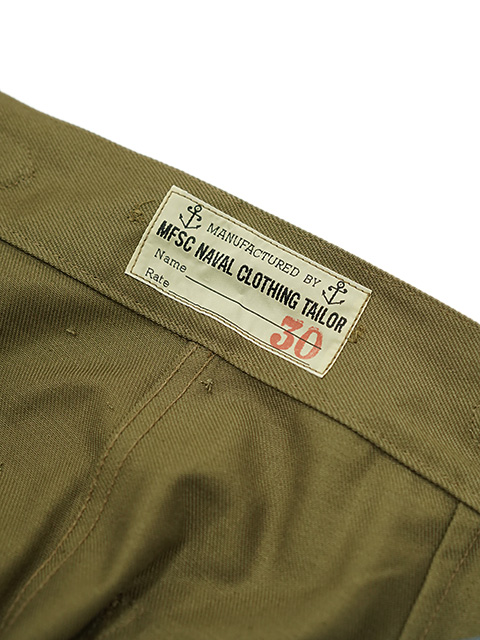 MANUFACTURED BY
MFSC NAVAL CLOTHING TAILOR
Name
Rate
30